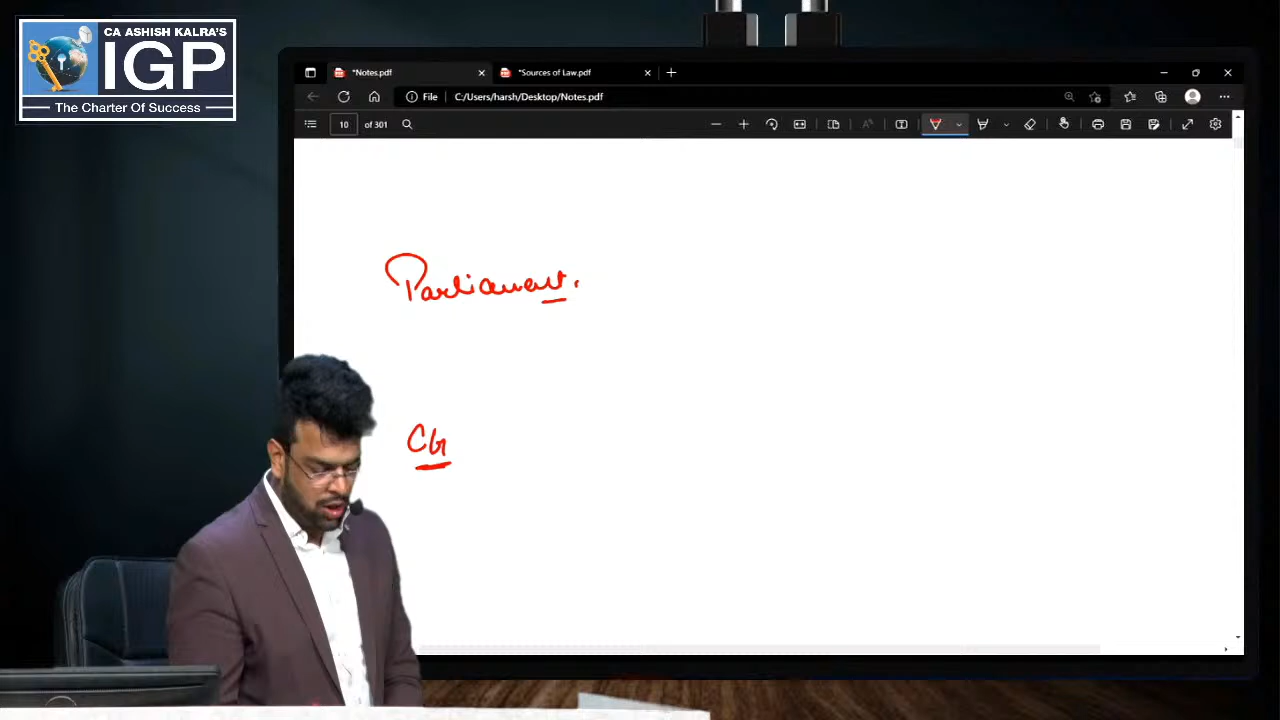 CA ASHISH KALRA'S
IGP
The Charter Of Success
*Notes.pdf
*Sources of Law.pdf
File
C:/Users/harsh/Desktop/Notes.pdf
10 of 301
Parliament.
CG